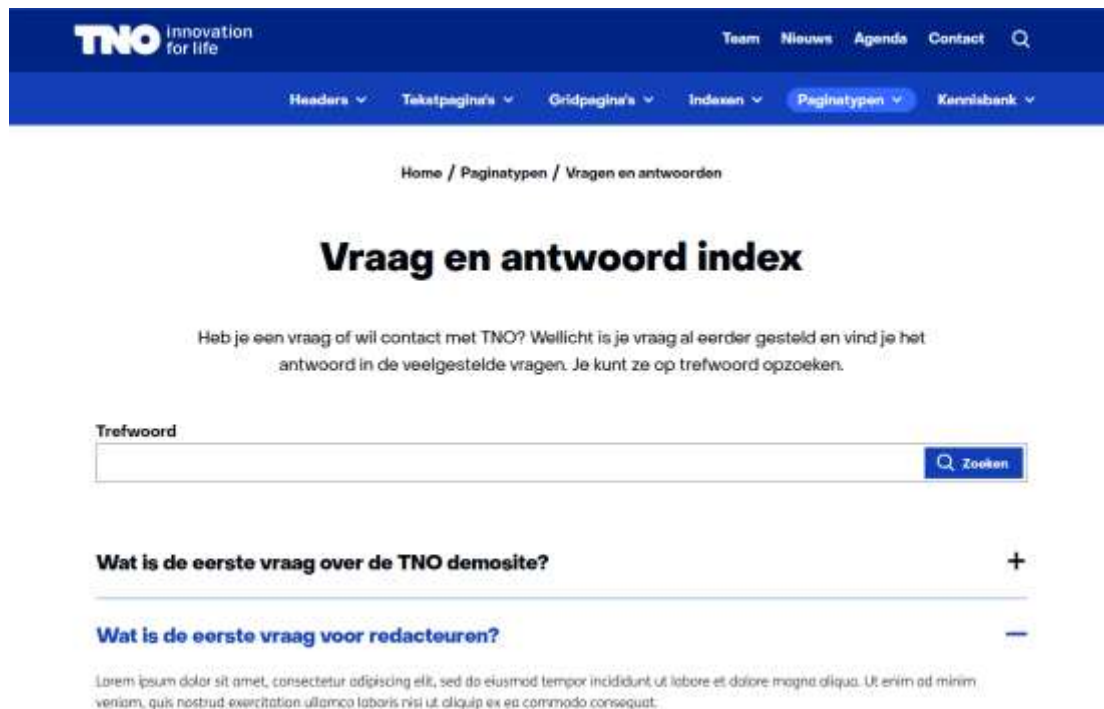 TNO innovation
for life
Team Nieuws Agenda Contact
Headers Tekstpagina's Gridpagina's Indexen Paginatypen Kennisbank
Home / Paginatypen / Vragen en antwoorden
Vraag en antwoord index
Heb je een vraag of wil contact met TNO? Wellicht is je vraag al eerder gesteld en vind je het
antwoord in de veelgestelde vragen. Je kunt ze op trefwoord opzoeken.
Trefwoord
Zoeken
Wat is de eerste vraag over de TNO demosite?
Wat is de eerste vraag voor redacteuren?
Lorem ipsum dolor sit amet, consectetur adipiscing elit, sed do eiusmod tempor incididunt ut labore et dolore magna aliqua. Ut enim ad minim
veniam, quis nostrud exercitation ullamco laboris nisi ut aliquip ex ea commodo consequat.